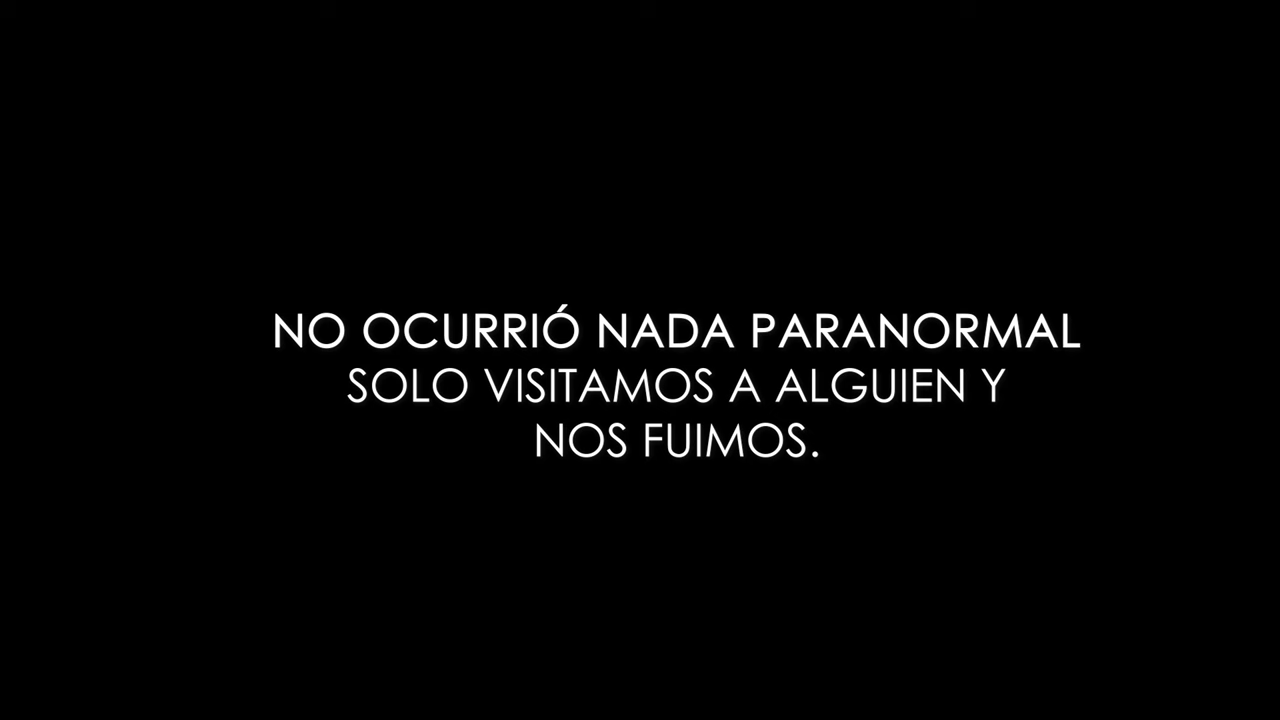 NO OCURRIÓ NADA PARANORMAL
SOLO VISITAMOS A ALGUIEN Y
NOS FUIMOS.